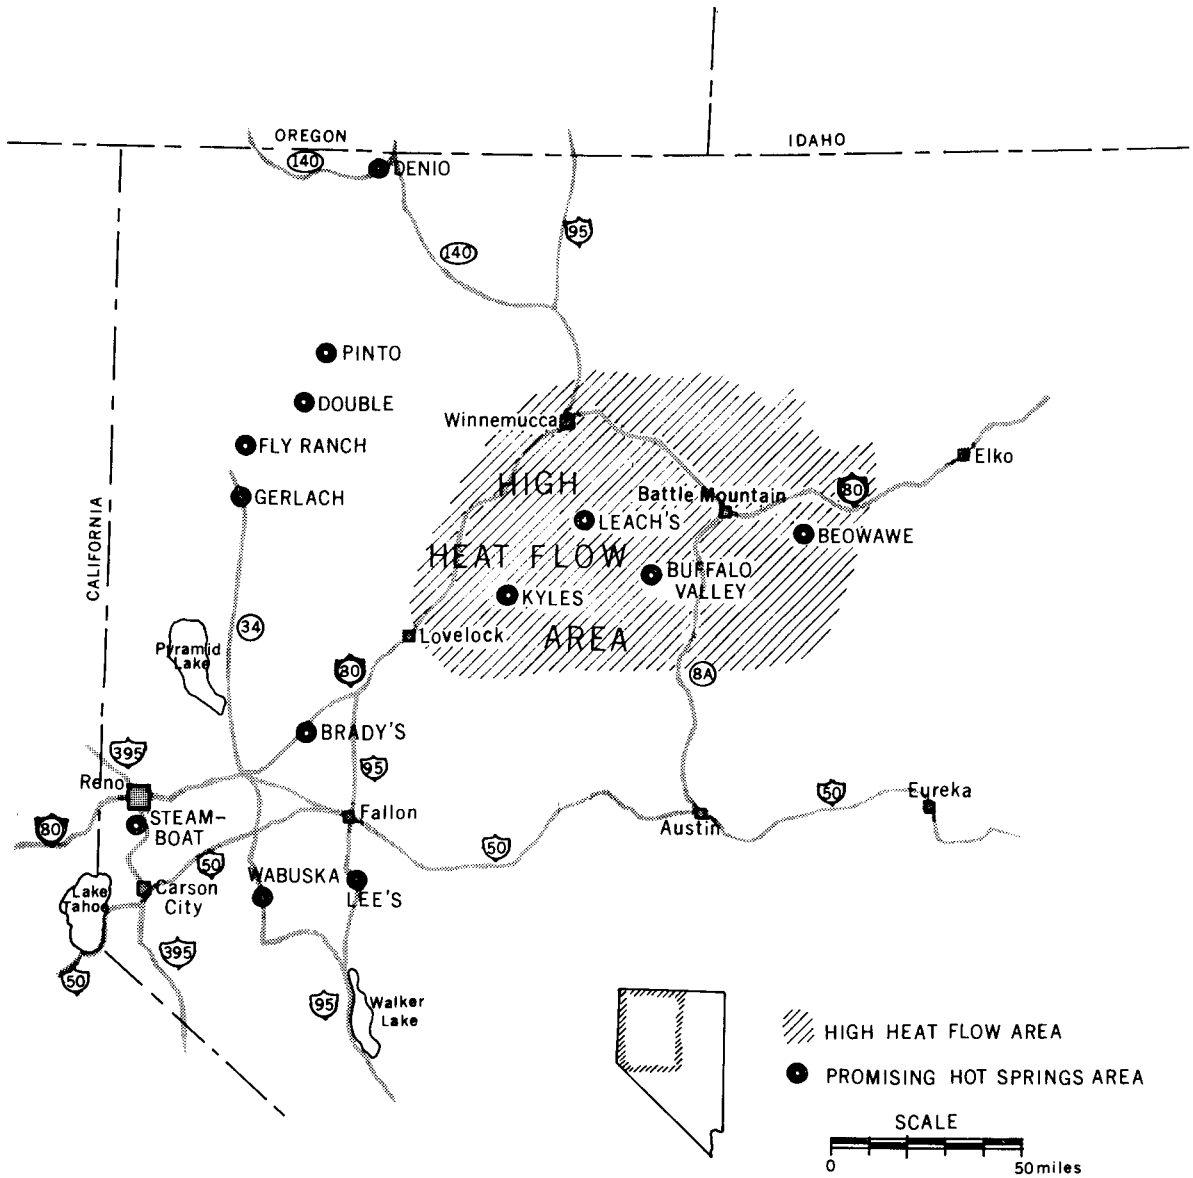 OREGON
IDAHO
140
DENIO
95
140
PINTO
DOUBLE
Winnemucca
FLY RANCH
Elko
HIGH
80
GERLACH
Battle Mountain
LEACH'S
BEOWAWE
CALIFORNIA
HEAT FLOW
BUFFALO
VALLEY
KYLES
34
Lovelock
AREA
Pyramid
Lake
80
8A
BRADY'S
395
95
Reno
50
Eureka
Fallon
STEAM-
BOAT
80
Austin
50
50
WABUSKA
Lake
Tahoe
Carson
City
LEE'S
395
50
95
Walker
Lake
HIGH HEAT FLOW AREA
PROMISING HOT SPRINGS AREA
SCALE
0
50 miles